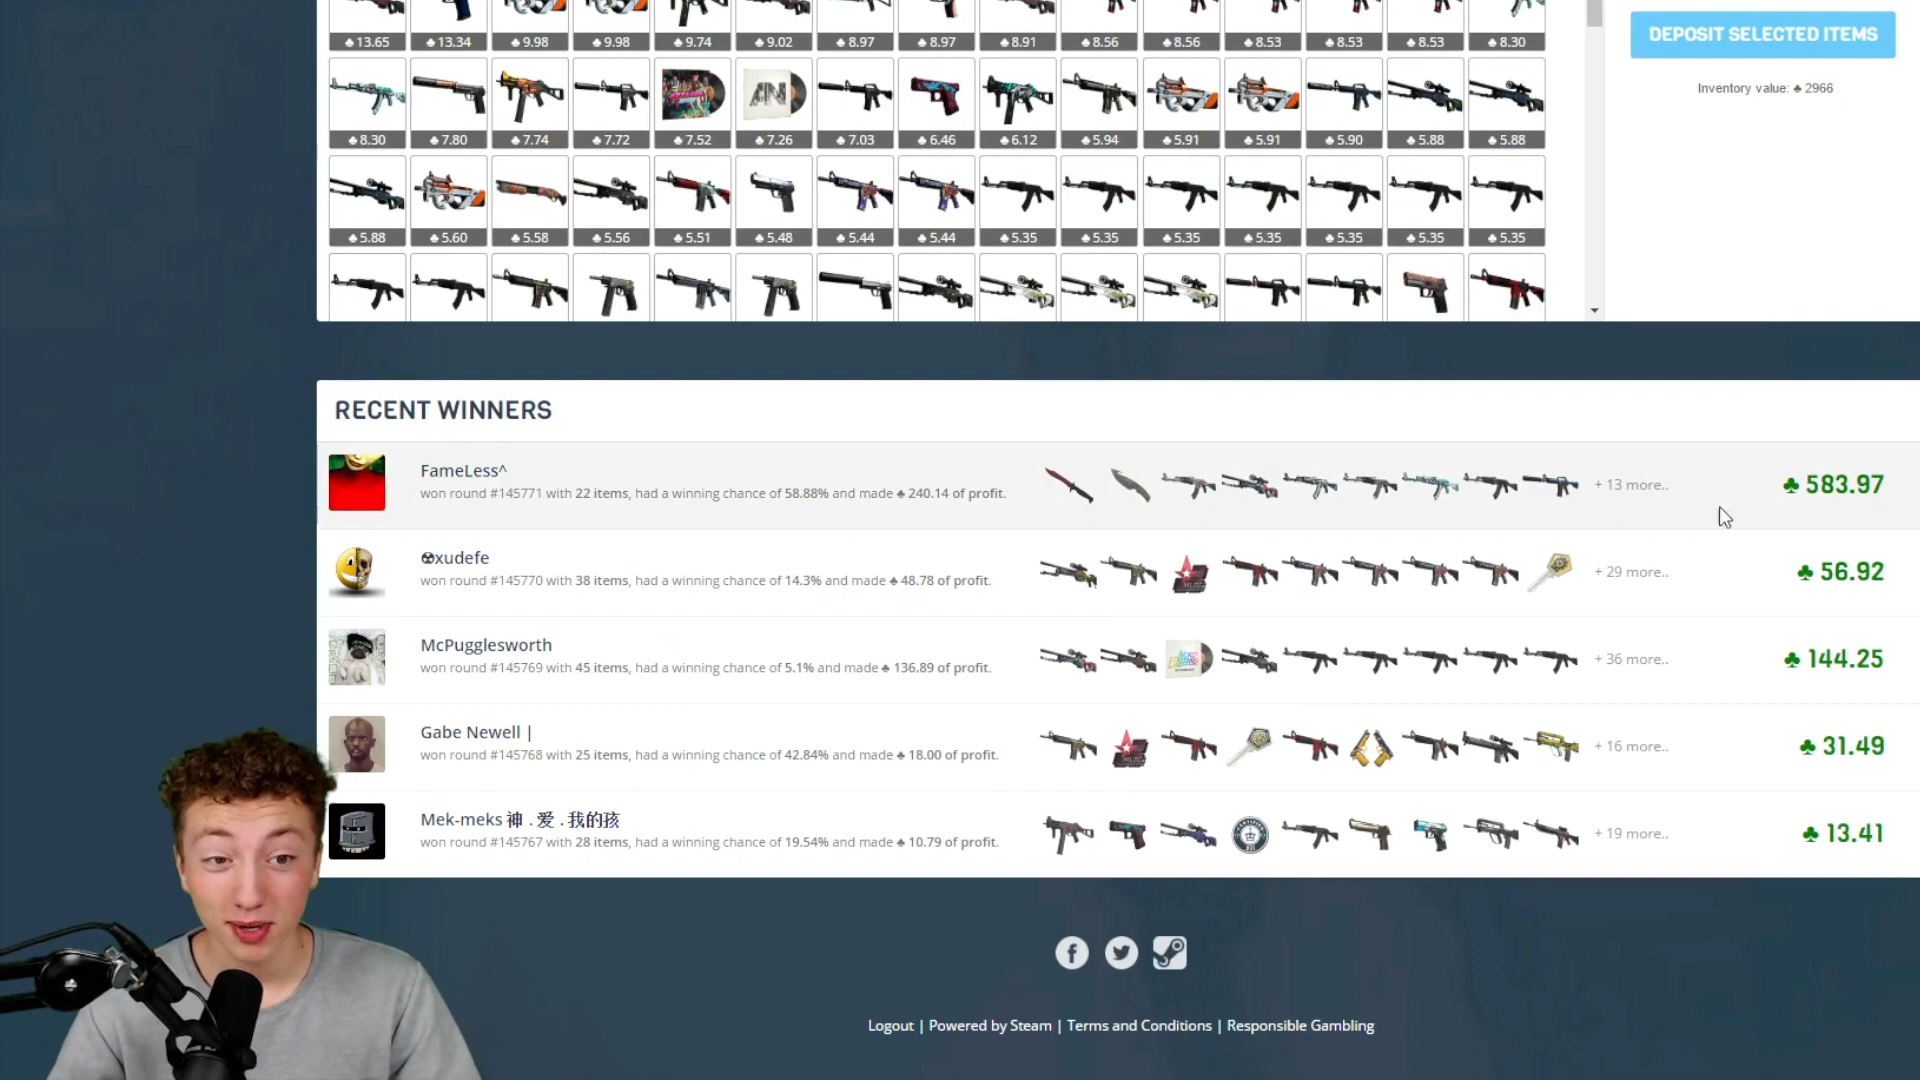 ♣ 13.65 ♣ 13.34 ♣ 9.98 ♣ 9.98 ♣ 9.74 ♣ 9.02 ♣ 8.97 ♣ 8.97 ♣ 8.91 ♣ 8.56 ♣ 8.56 ♣ 8.53 ♣ 8.53 ♣ 8.53 ♣ 8.30
DEPOSIT SELECTED ITEMS
Inventory value: ♣ 2966
♣ 8.30 ♣ 7.80 ♣ 7.74 ♣ 7.72 ♣ 7.52 ♣ 7.26 ♣ 7.03 ♣ 6.46 ♣ 6.12 ♣ 5.94 ♣ 5.91 ♣ 5.91 ♣ 5.90 ♣ 5.88 ♣ 5.88
♣ 5.88 ♣ 5.60 ♣ 5.58 ♣ 5.56 ♣ 5.51 ♣ 5.48 ♣ 5.44 ♣ 5.44 ♣ 5.35 ♣ 5.35 ♣ 5.35 ♣ 5.35 ♣ 5.35 ♣ 5.35 ♣ 5.35
RECENT WINNERS
FameLess^
won round #145771 with 22 items, had a winning chance of 58.88% and made ♣ 240.14 of profit.
+ 13 more..
♣ 583.97
☢xudefe
won round #145770 with 38 items, had a winning chance of 14.3% and made ♣ 48.78 of profit.
+ 29 more..
♣ 56.92
McPugglesworth
won round #145769 with 45 items, had a winning chance of 5.1% and made ♣ 136.89 of profit.
+ 36 more..
♣ 144.25
Gabe Newell |
won round #145768 with 25 items, had a winning chance of 42.84% and made ♣ 18.00 of profit.
+ 16 more..
♣ 31.49
Mek-meks 神 . 爱 . 我的孩
won round #145767 with 28 items, had a winning chance of 19.54% and made ♣ 10.79 of profit.
+ 19 more..
♣ 13.41
Logout | Powered by Steam | Terms and Conditions | Responsible Gambling